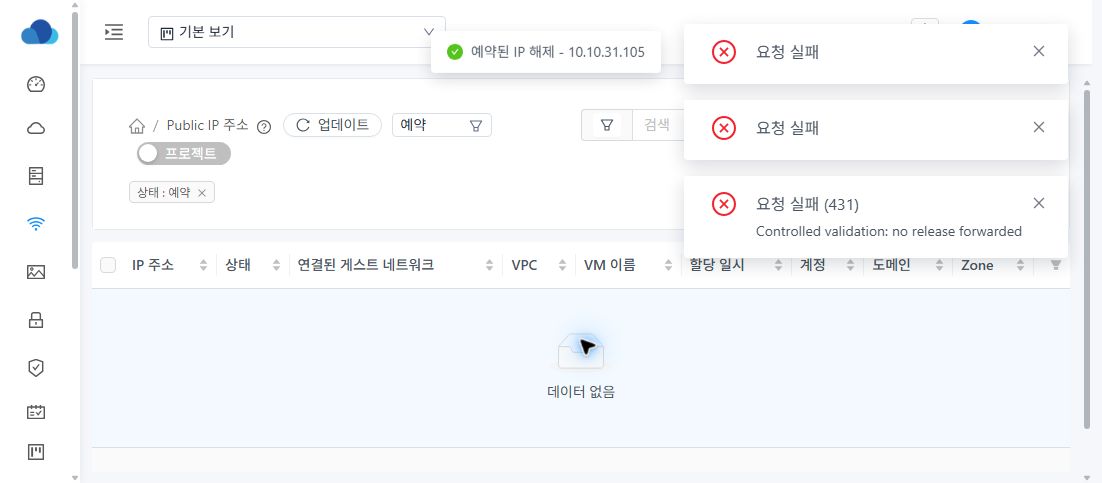 기본 보기
예약된 IP 해제 - 10.10.31.105
요청 실패
요청 실패
요청 실패 (431)
Controlled validation: no release forwarded
/ Public IP 주소
업데이트
예약
검색
프로젝트
상태 : 예약
IP 주소
상태
연결된 게스트 네트워크
VPC
VM 이름
할당 일시
계정
도메인
Zone
데이터 없음